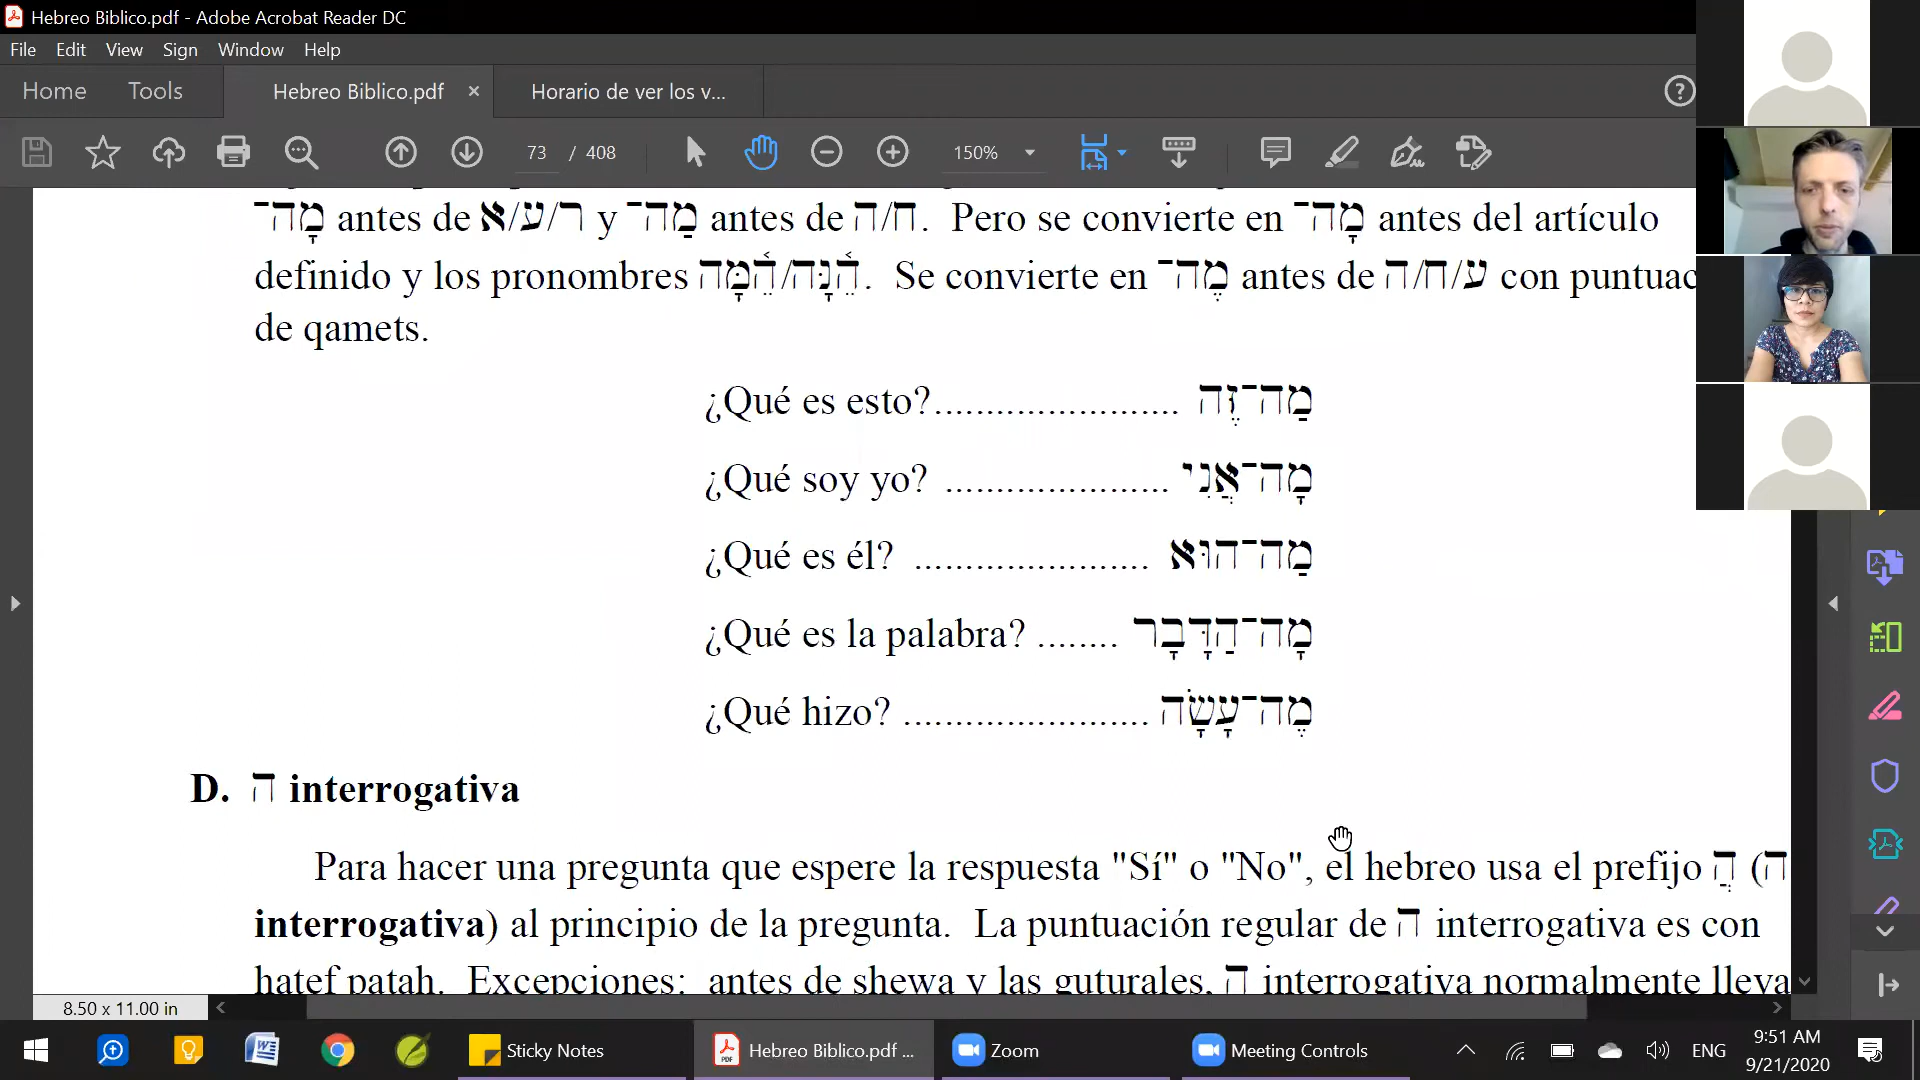 Hebreo Biblico.pdf - Adobe Acrobat Reader DC
File Edit View Sign Window Help
Home Tools Hebreo Biblico.pdf × Horario de ver los v...
73 / 408 150%
מָה־ antes de א/ע/ר y מַה־ antes de ה/ח. Pero se convierte en מָה־ antes del artículo
definido y los pronombres הֵ֫מָּה/הֵ֫נָּה. Se convierte en מֶה־ antes de ה/ח/ע con puntuac
de qamets.
¿Qué es esto?........................ מַה־זֶּה
¿Qué soy yo? ...................... מָה־אֲנִי
¿Qué es él? ....................... מַה־הוּא
¿Qué es la palabra? ........ מָה־הַדָּבָר
¿Qué hizo? ........................ מֶה־עָשָׂה
D. ה interrogativa
Para hacer una pregunta que espere la respuesta "Sí" o "No", el hebreo usa el prefijo הֲ (ה
interrogativa) al principio de la pregunta. La puntuación regular de ה interrogativa es con
hatef patah. Excepciones: antes de shewa y las guturales, ה interrogativa normalmente lleva
8.50 x 11.00 in
Sticky Notes Hebreo Biblico.pdf ... Zoom Meeting Controls ENG 9:51 AM
9/21/2020